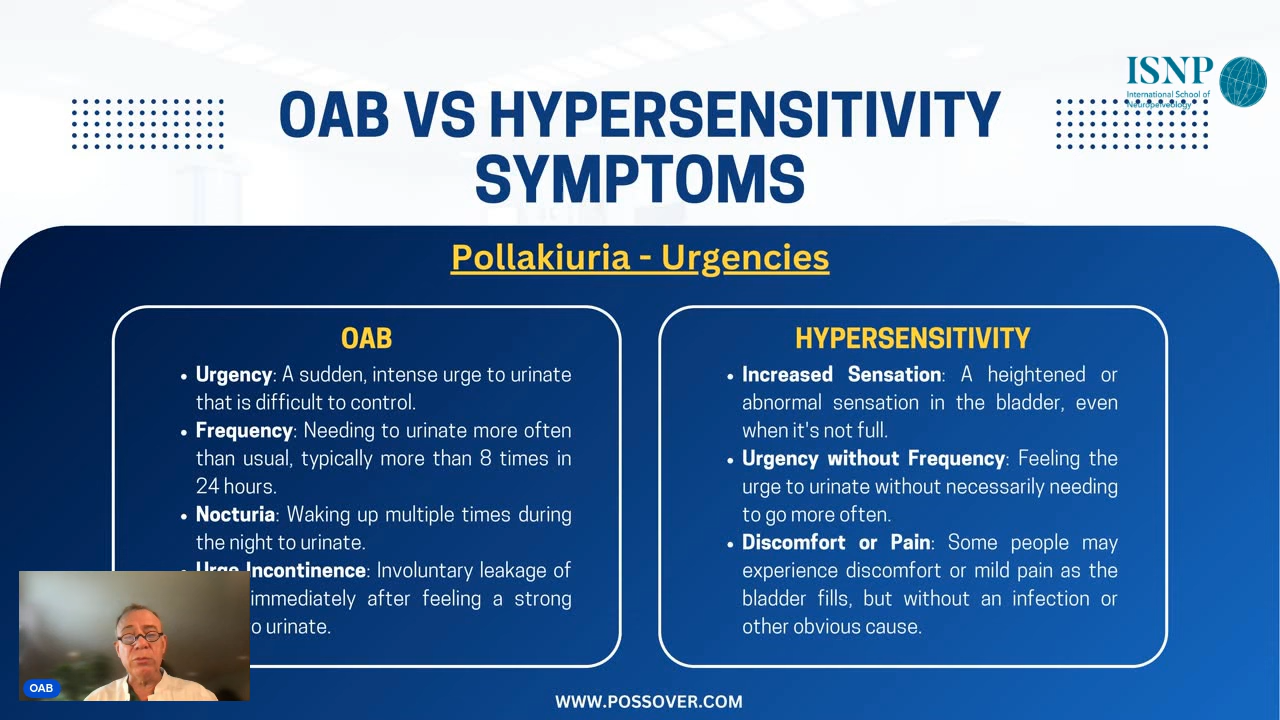 ISNP
International School of
Neuropelveology
OAB VS HYPERSENSITIVITY
SYMPTOMS
Pollakiuria - Urgencies
OAB
• Urgency: A sudden, intense urge to urinate
that is difficult to control.
• Frequency: Needing to urinate more often
than usual, typically more than 8 times in
24 hours.
• Nocturia: Waking up multiple times during
the night to urinate.
Urge Incontinence: Involuntary leakage of
immediately after feeling a strong
o urinate.
HYPERSENSITIVITY
• Increased Sensation: A heightened or
abnormal sensation in the bladder, even
when it's not full.
• Urgency without Frequency: Feeling the
urge to urinate without necessarily needing
to go more often.
• Discomfort or Pain: Some people may
experience discomfort or mild pain as the
bladder fills, but without an infection or
other obvious cause.
OAB
WWW.POSSOVER.COM